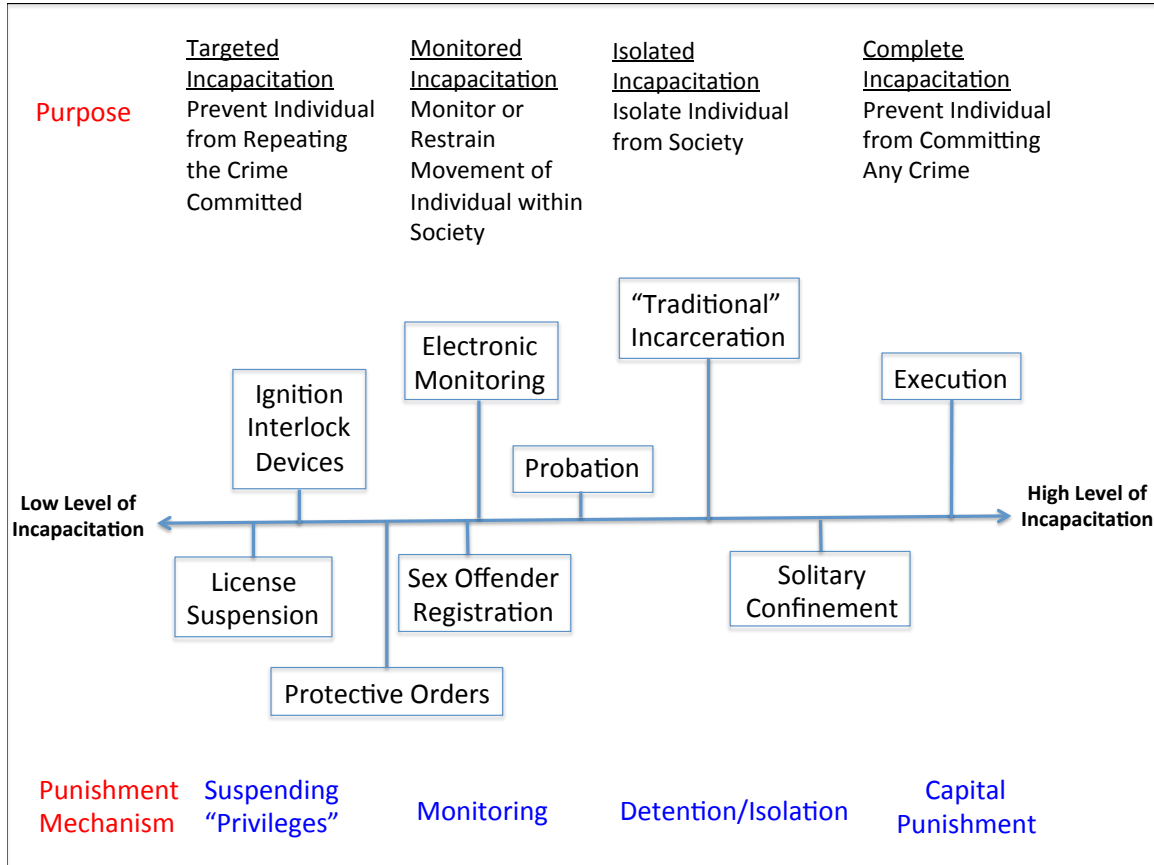 Purpose
Targeted
Incapacitation
Prevent Individual
from Repeating
the Crime
Committed
Monitored
Incapacitation
Monitor or
Restrain
Movement of
Individual within
Society
Isolated
Incapacitation
Isolate Individual
from Society
Complete
Incapacitation
Prevent Individual
from Committing
Any Crime
“Traditional”
Incarceration
Electronic
Monitoring
Execution
Ignition
Interlock
Devices
Probation
Low Level of
Incapacitation
High Level of
Incapacitation
License
Suspension
Sex Offender
Registration
Solitary
Confinement
Protective Orders
Punishment
Mechanism
Suspending
“Privileges”
Monitoring
Detention/Isolation
Capital
Punishment